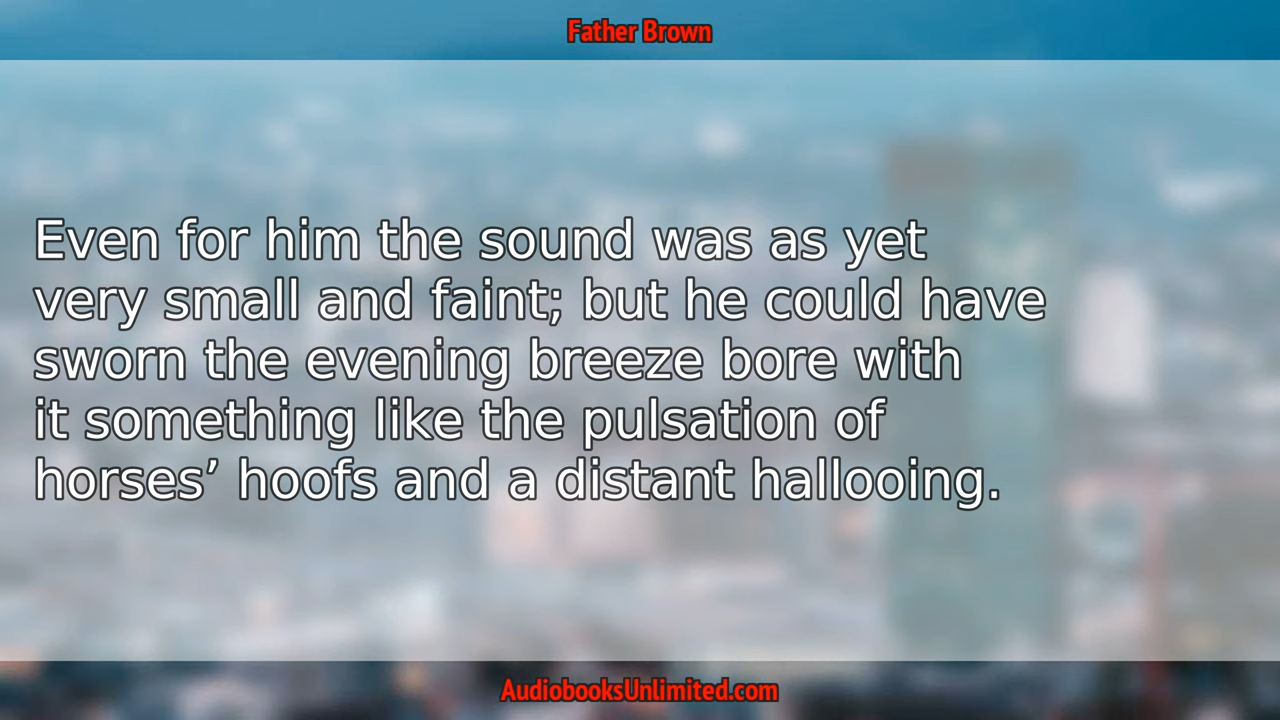 Father Brown
Even for him the sound was as yet
very small and faint; but he could have
sworn the evening breeze bore with
it something like the pulsation of
horses’ hoofs and a distant hallooing.
AudiobooksUnlimited.com